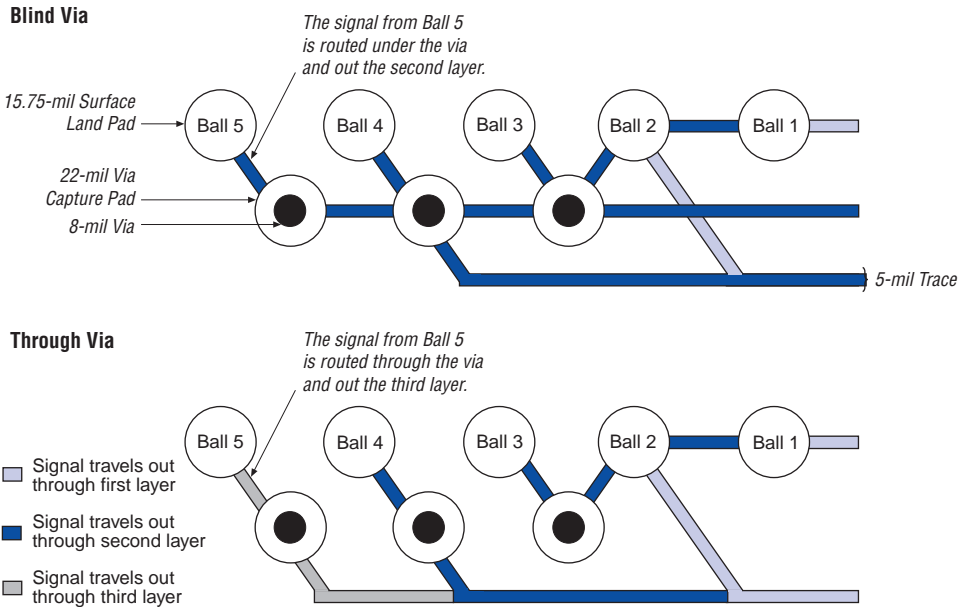 Blind Via
The signal from Ball 5
is routed under the via
and out the second layer.
15.75-mil Surface
Land Pad
Ball 5
Ball 4
Ball 3
Ball 2
Ball 1
22-mil Via
Capture Pad
8-mil Via
5-mil Trace
Through Via
The signal from Ball 5
is routed through the via
and out the third layer.
Ball 5
Ball 4
Ball 3
Ball 2
Ball 1
Signal travels out
through first layer
Signal travels out
through second layer
Signal travels out
through third layer